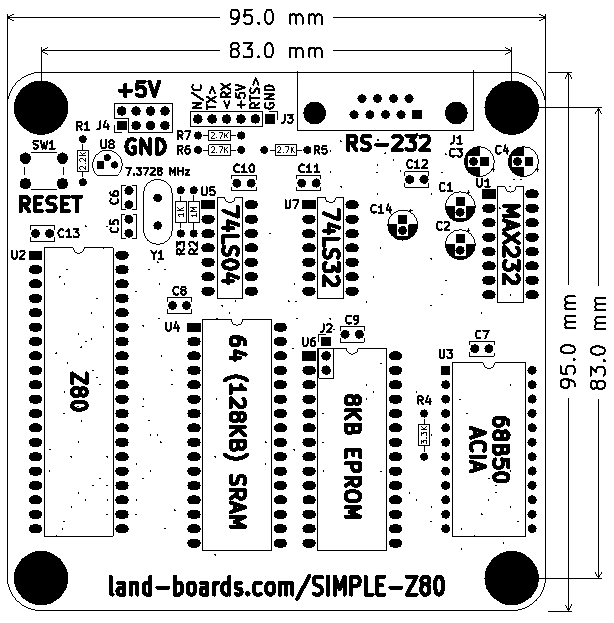 95.0 mm
83.0 mm
+5V
N/C
TX>
<RX
+5V
RTS>
GND
J4
GND
J3
R1
2.2K
SW1
U8
R7
2.7K
R6
2.7K
2.7K
R5
RS-232
J1
C3
C4
7.3728 MHz
RESET
C6
C5
Y1
1K
1M
R3
R2
C10
U5
74LS04
C11
U7
74LS32
C12
C14
C1
C2
U1
MAX232
C13
U2
Z80
C8
U4
64 (128KB) SRAM
J2
C9
U6
8KB EPROM
R4
3.3K
C7
U3
68B50
ACIA
95.0 mm
83.0 mm
land-boards.com/SIMPLE-Z80